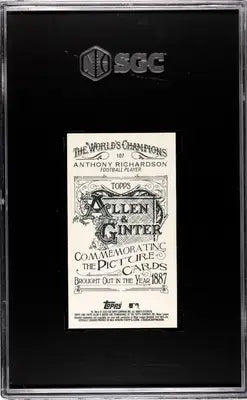 SGC
THE WORLD'S CHAMPIONS
107
ANTHONY RICHARDSON
FOOTBALL PLAYER
TOPPS
ALLEN
&
GINTER
COMMEMORATING
THE PICTURE
CARDS
BROUGHT OUT IN THE YEAR 1887
Topps